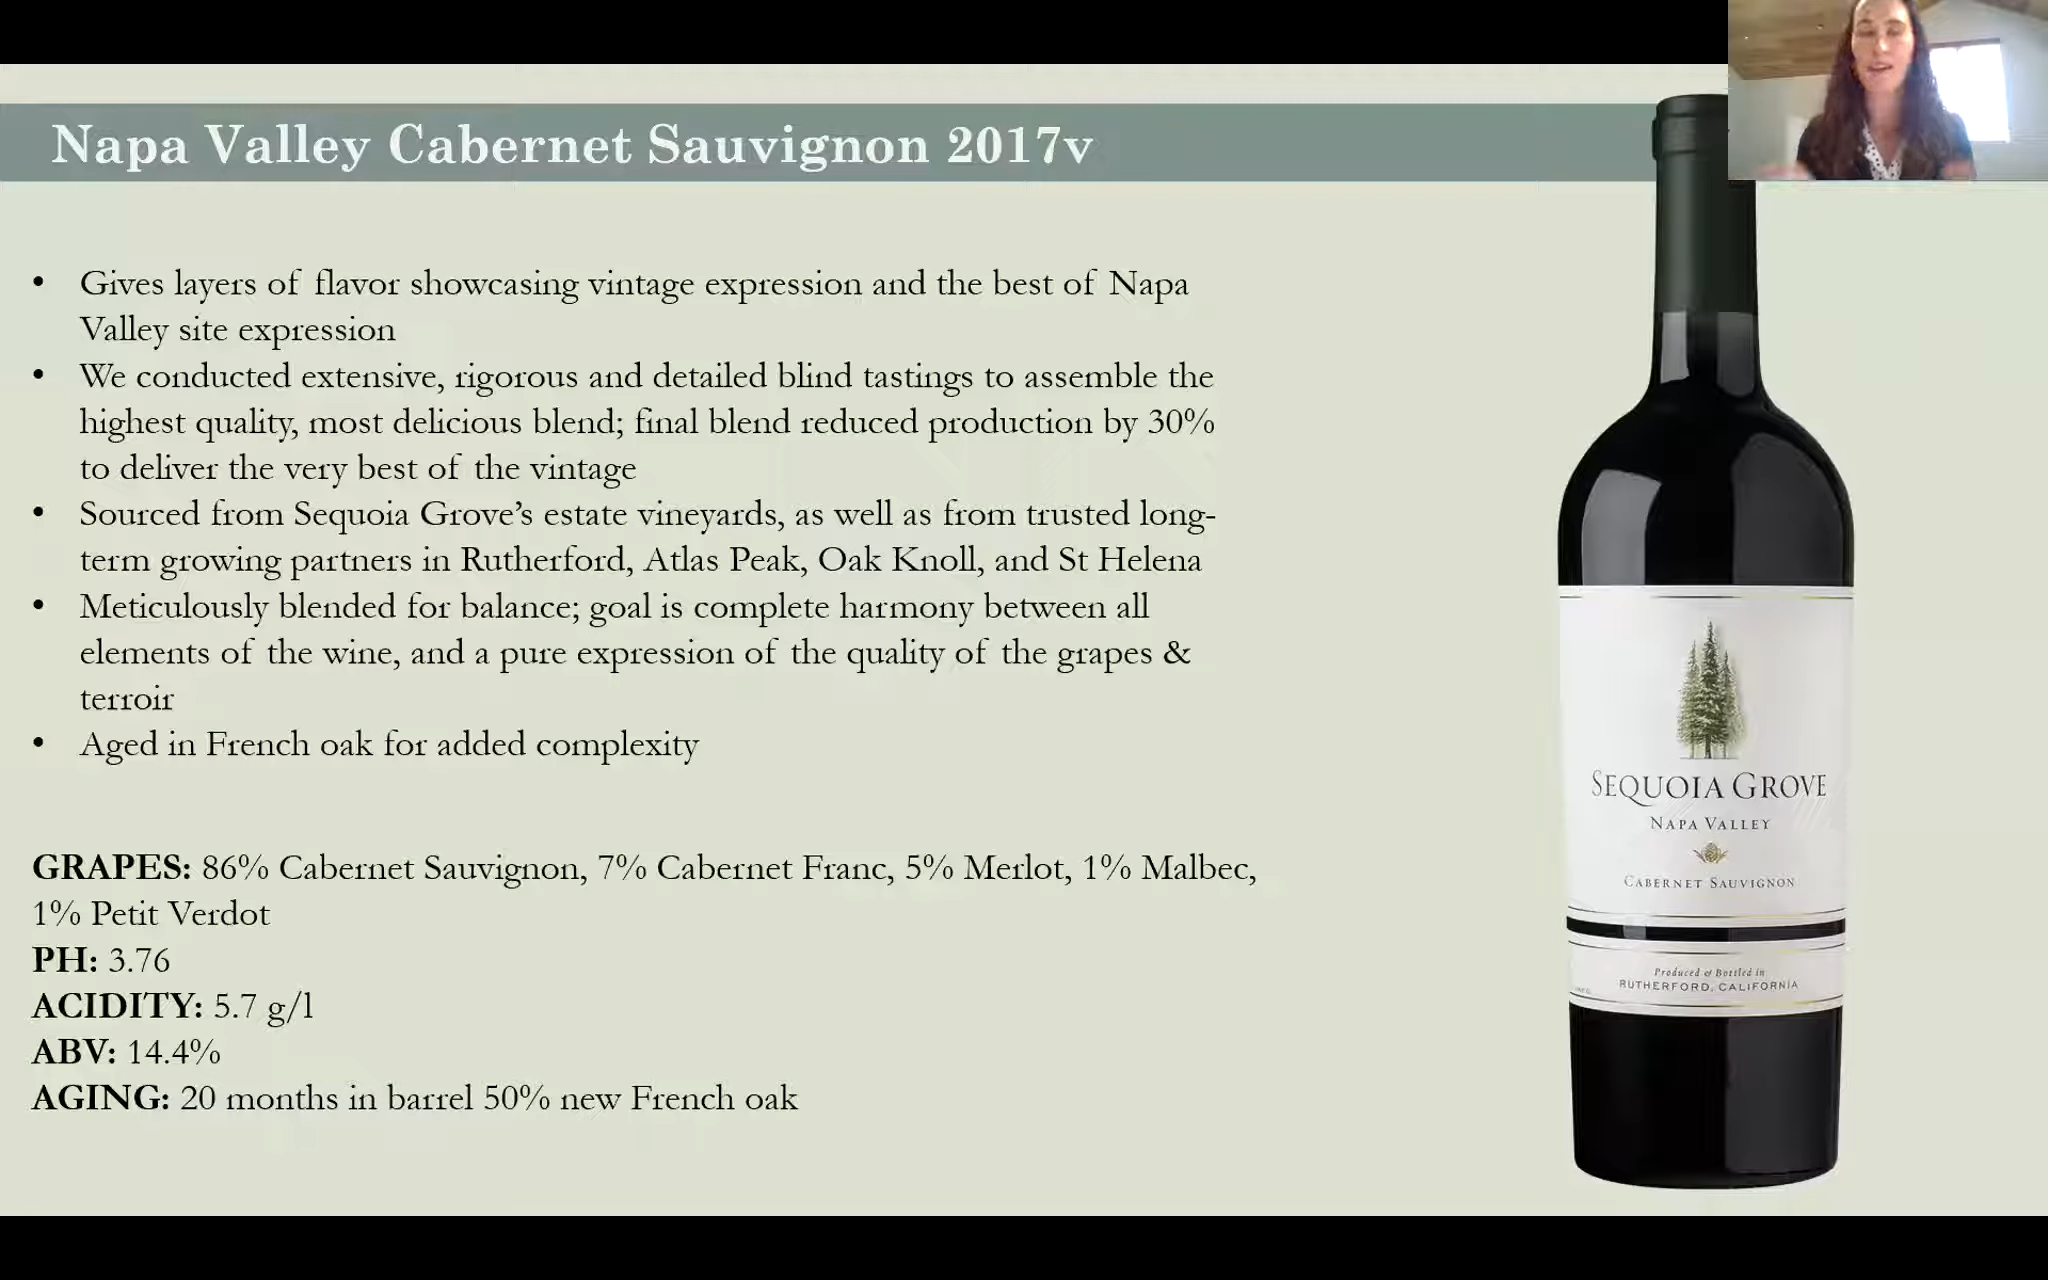 Napa Valley Cabernet Sauvignon 2017v
• Gives layers of flavor showcasing vintage expression and the best of Napa
Valley site expression
• We conducted extensive, rigorous and detailed blind tastings to assemble the
highest quality, most delicious blend; final blend reduced production by 30%
to deliver the very best of the vintage
• Sourced from Sequoia Grove’s estate vineyards, as well as from trusted long-
term growing partners in Rutherford, Atlas Peak, Oak Knoll, and St Helena
• Meticulously blended for balance; goal is complete harmony between all
elements of the wine, and a pure expression of the quality of the grapes &
terroir
• Aged in French oak for added complexity
GRAPES: 86% Cabernet Sauvignon, 7% Cabernet Franc, 5% Merlot, 1% Malbec,
1% Petit Verdot
PH: 3.76
ACIDITY: 5.7 g/l
ABV: 14.4%
AGING: 20 months in barrel 50% new French oak
SEQUOIA GROVE
NAPA VALLEY
CABERNET SAUVIGNON
Produced & Bottled in
RUTHERFORD, CALIFORNIA